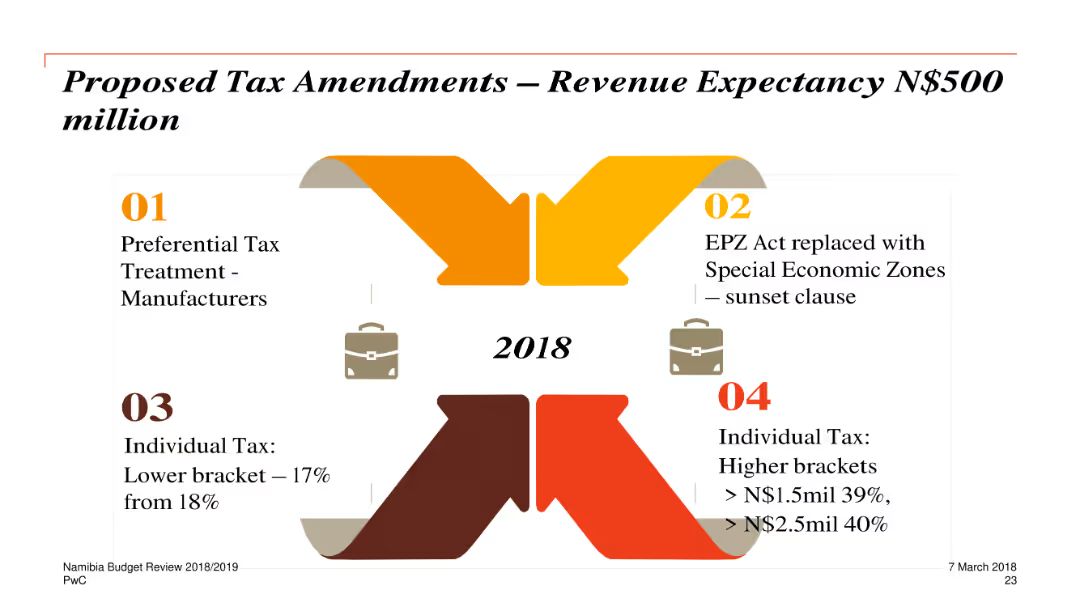 Proposed Tax Amendments – Revenue Expectancy N$500
million
01
Preferential Tax
Treatment -
Manufacturers
02
EPZ Act replaced with
Special Economic Zones
– sunset clause
2018
03
Individual Tax:
Lower bracket – 17%
from 18%
04
Individual Tax:
Higher brackets
> N$1.5mil 39%,
> N$2.5mil 40%
Namibia Budget Review 2018/2019
PwC
7 March 2018
23